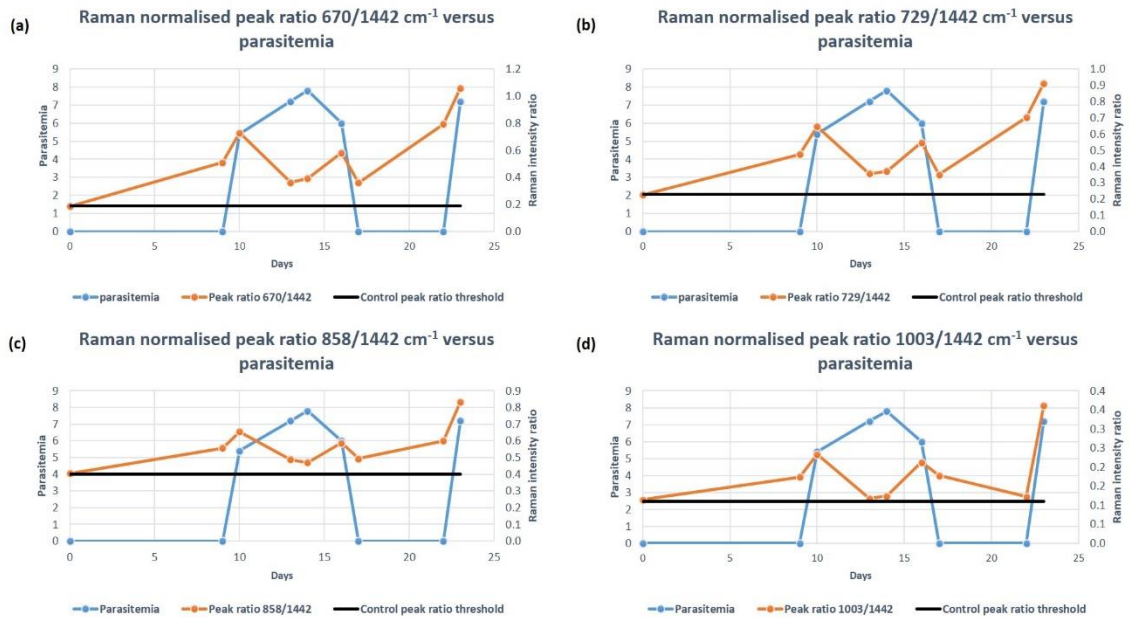 (a)
Raman normalised peak ratio 670/1442 cm⁻¹ versus
parasitemia
Parasitemia
9
8
7
6
5
4
3
2
1
0
1.2
1.0
0.8
0.6
0.4
0.2
0.0
Raman intensity ratio
0 5 10 15 20 25
Days
parasitemia Peak ratio 670/1442 Control peak ratio threshold
(b)
Raman normalised peak ratio 729/1442 cm⁻¹ versus
parasitemia
Parasitemia
9
8
7
6
5
4
3
2
1
0
1.0
0.9
0.8
0.7
0.6
0.5
0.4
0.3
0.2
0.1
0.0
Raman intensity ratio
0 5 10 15 20 25
Days
parasitemia Peak ratio 729/1442 Control peak ratio threshold
(c)
Raman normalised peak ratio 858/1442 cm⁻¹ versus
parasitemia
Parasitemia
9
8
7
6
5
4
3
2
1
0
0.9
0.8
0.7
0.6
0.5
0.4
0.3
0.2
0.1
0.0
Raman intensity ratio
0 5 10 15 20 25
Days
Parasitemia Peak ratio 858/1442 Control peak ratio threshold
(d)
Raman normalised peak ratio 1003/1442 cm⁻¹ versus
parasitemia
Parasitemia
9
8
7
6
5
4
3
2
1
0
0.4
0.4
0.3
0.3
0.2
0.2
0.1
0.1
0.0
Raman intensity ratio
0 5 10 15 20 25
Days
Parasitemia Peak ratio 1003/1442 Control peak ratio threshold